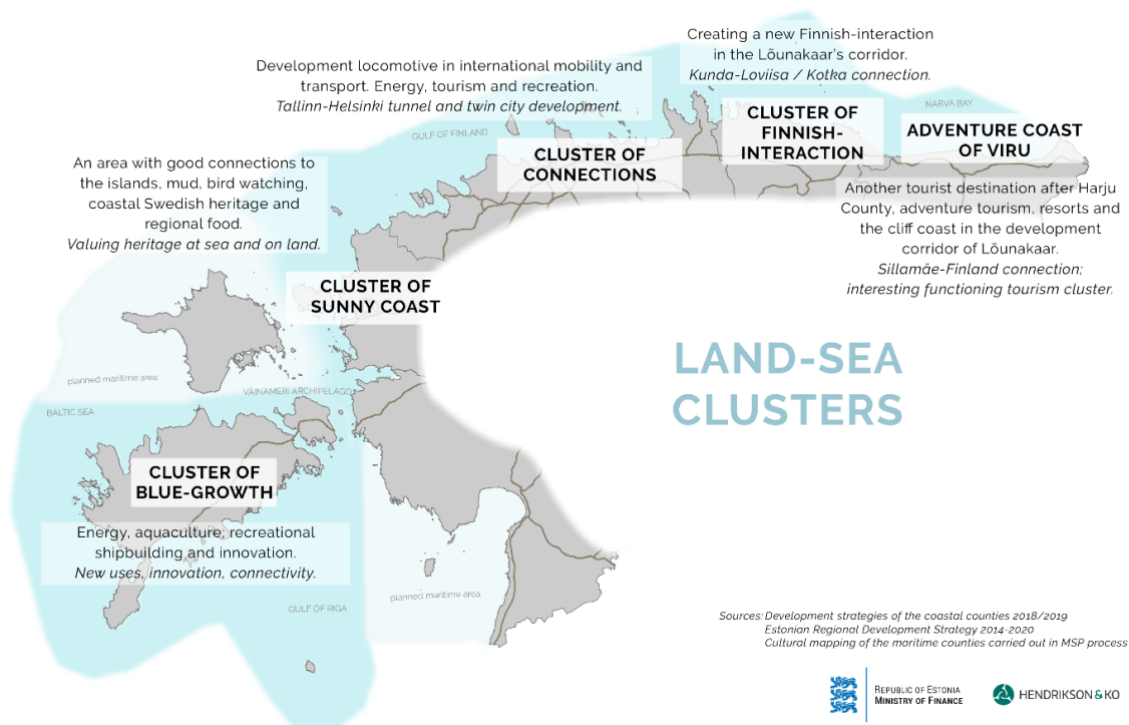 Creating a new Finnish-interaction
in the Lõunakaar's corridor.
Kunda-Loviisa / Kotka connection.
Development locomotive in international mobility and
transport. Energy, tourism and recreation.
Tallinn-Helsinki tunnel and twin city development.
NARVA BAY
GULF OF FINLAND
CLUSTER OF
FINNISH-
INTERACTION
ADVENTURE COAST
OF VIRU
CLUSTER OF
CONNECTIONS
An area with good connections to
the islands, mud, bird watching,
coastal Swedish heritage and
regional food.
Valuing heritage at sea and on land.
Another tourist destination after Harju
County, adventure tourism, resorts and
the cliff coast in the development
corridor of Lõunakaar.
Sillamäe-Finland connection;
interesting functioning tourism cluster.
CLUSTER OF
SUNNY COAST
LAND-SEA
CLUSTERS
planned maritime area
VÄINAMERI ARCHIPELAGO
BALTIC SEA
CLUSTER OF
BLUE-GROWTH
Energy, aquaculture; recreational
shipbuilding and innovation.
New uses, innovation, connectivity.
planned maritime area
GULF OF RIGA
Sources: Development strategies of the coastal counties 2018/2019
Estonian Regional Development Strategy 2014-2020
Cultural mapping of the maritime counties carried out in MSP process
REPUBLIC OF ESTONIA
MINISTRY OF FINANCE
HENDRIKSON & KO